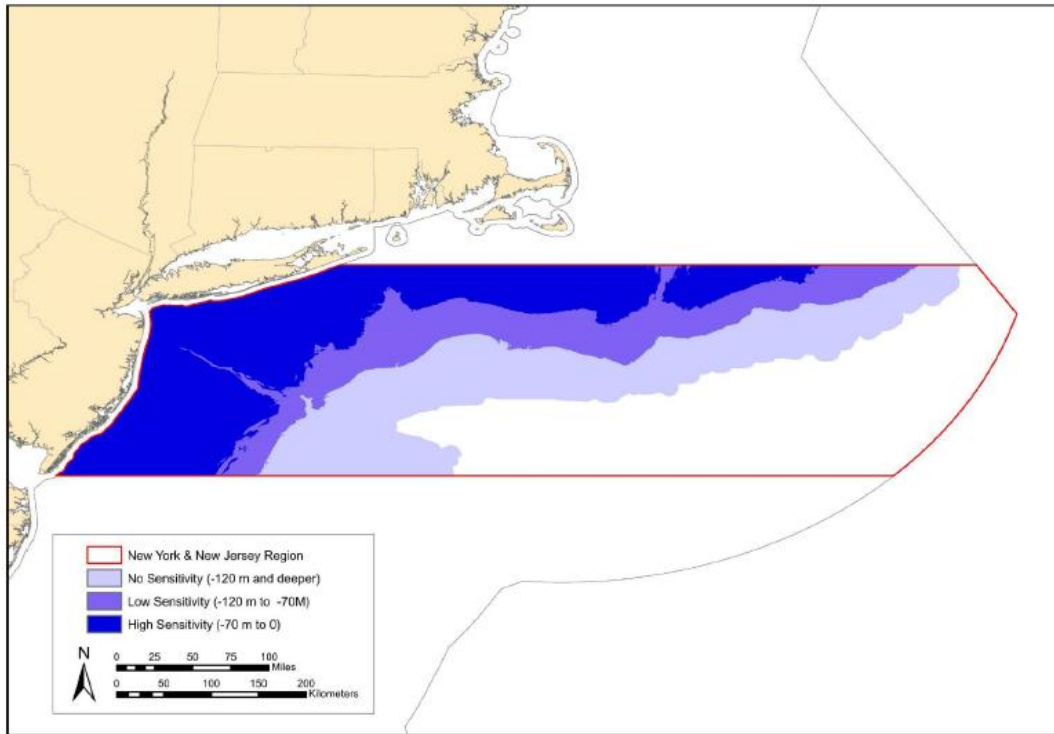 New York & New Jersey Region
No Sensitivity (-120 m and deeper)
Low Sensitivity (-120 m to -70M)
High Sensitivity (-70 m to 0)
N
0 25 50 75 100
Miles
0 50 100 150 200
Kilometers